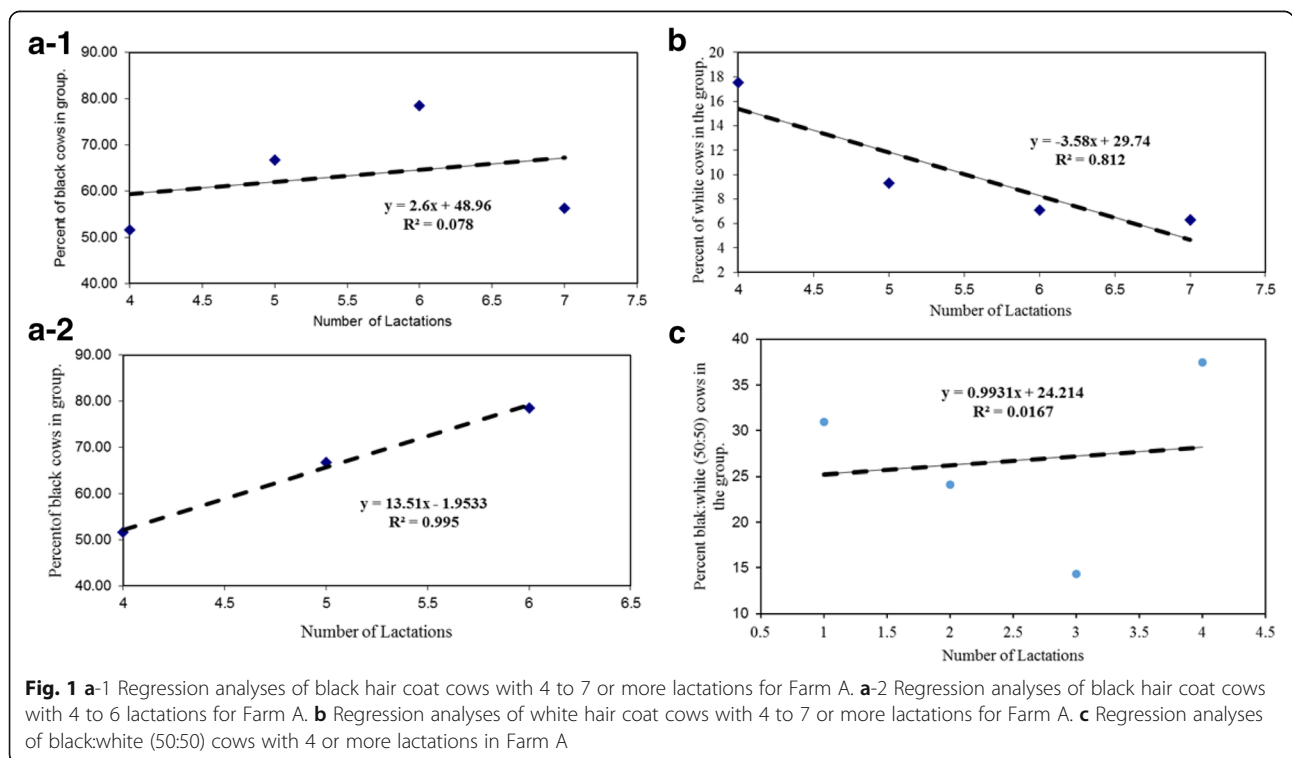 a-1
Percent of black cows in group.
90.00
80.00
70.00
60.00
50.00
40.00
y = 2.6x + 48.96
R² = 0.078
4 4.5 5 5.5 6 6.5 7 7.5
Number of Lactations
b
Percent of white cows in the group.
20
18
16
14
12
10
8
6
4
2
y = -3.58x + 29.74
R² = 0.812
4 4.5 5 5.5 6 6.5 7 7.5
Number of Lactations
a-2
Percentof black cows in group.
90.00
80.00
70.00
60.00
50.00
40.00
y = 13.51x - 1.9533
R² = 0.995
4 4.5 5 5.5 6 6.5
Number of Lactations
c
Percent blak:white (50:50) cows in
the group.
40
35
30
25
20
15
10
y = 0.9931x + 24.214
R² = 0.0167
0.5 1 1.5 2 2.5 3 3.5 4 4.5
Number of Lactations
Fig. 1 a-1 Regression analyses of black hair coat cows with 4 to 7 or more lactations for Farm A. a-2 Regression analyses of black hair coat cows
with 4 to 6 lactations for Farm A. b Regression analyses of white hair coat cows with 4 to 7 or more lactations for Farm A. c Regression analyses
of black:white (50:50) cows with 4 or more lactations in Farm A